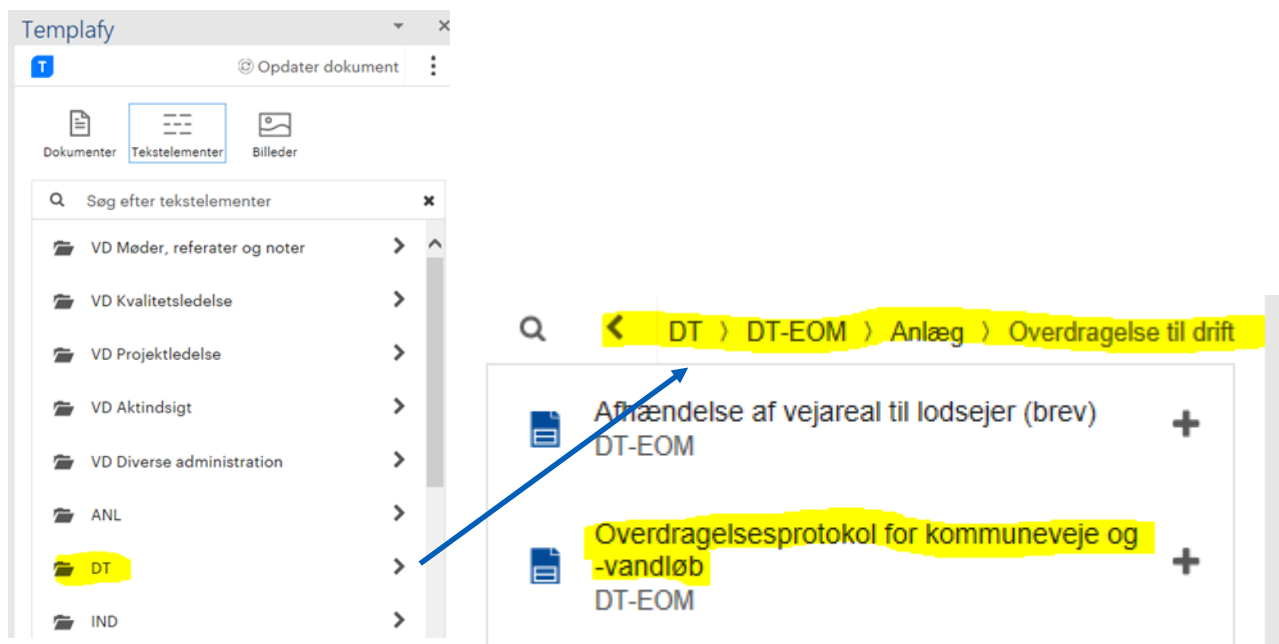 Templafy
T
Opdater dokument
Dokumenter Tekstelementer Billeder
Søg efter tekstelementer
VD Møder, referater og noter
VD Kvalitetsledelse
VD Projektledelse
VD Aktindsigt
VD Diverse administration
ANL
DT
IND
DT 〉 DT-EOM 〉 Anlæg 〉 Overdragelse til drift
Afhændelse af vejareal til lodsejer (brev)
DT-EOM
Overdragelsesprotokol for kommuneveje og
-vandløb
DT-EOM